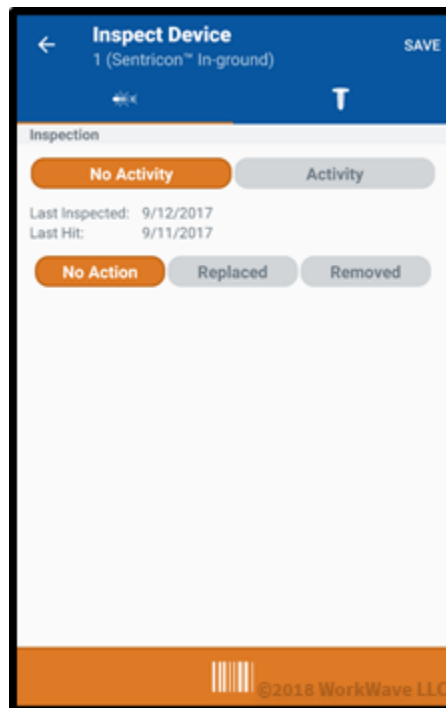 Inspect Device
SAVE
1 (Sentricon™ In-ground)
Inspection
No Activity Activity
Last Inspected: 9/12/2017
Last Hit: 9/11/2017
No Action Replaced Removed
©2018 WorkWave LLC